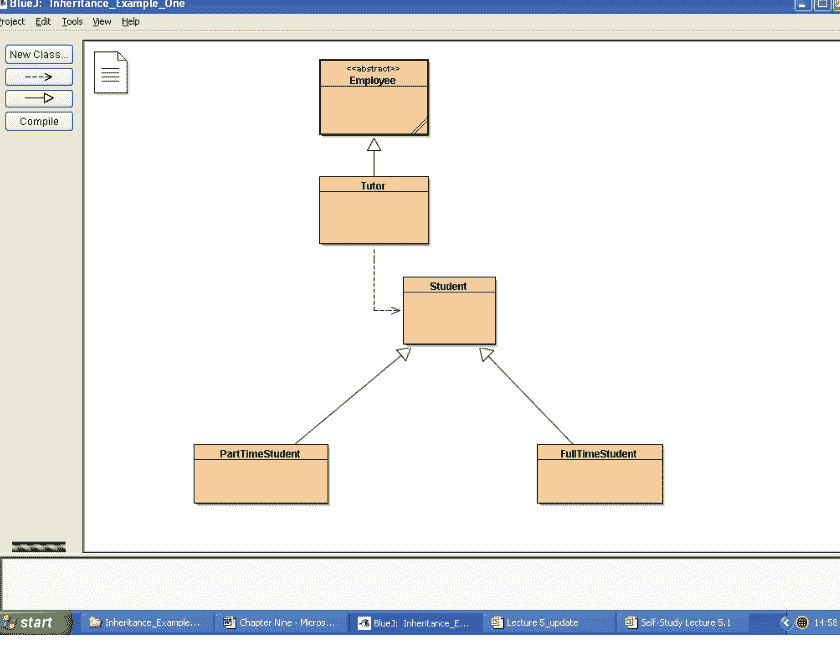 BlueJ: Inheritance_Example_One
Project Edit Tools View Help
New Class...
Compile
<<abstract>>
Employee
Tutor
Student
PartTimeStudent
FullTimeStudent
start
Inheritance_Example...
Chapter Nine - Micros...
BlueJ: Inheritance_E...
Lecture 5_update
Self-Study Lecture 5.1
14:58